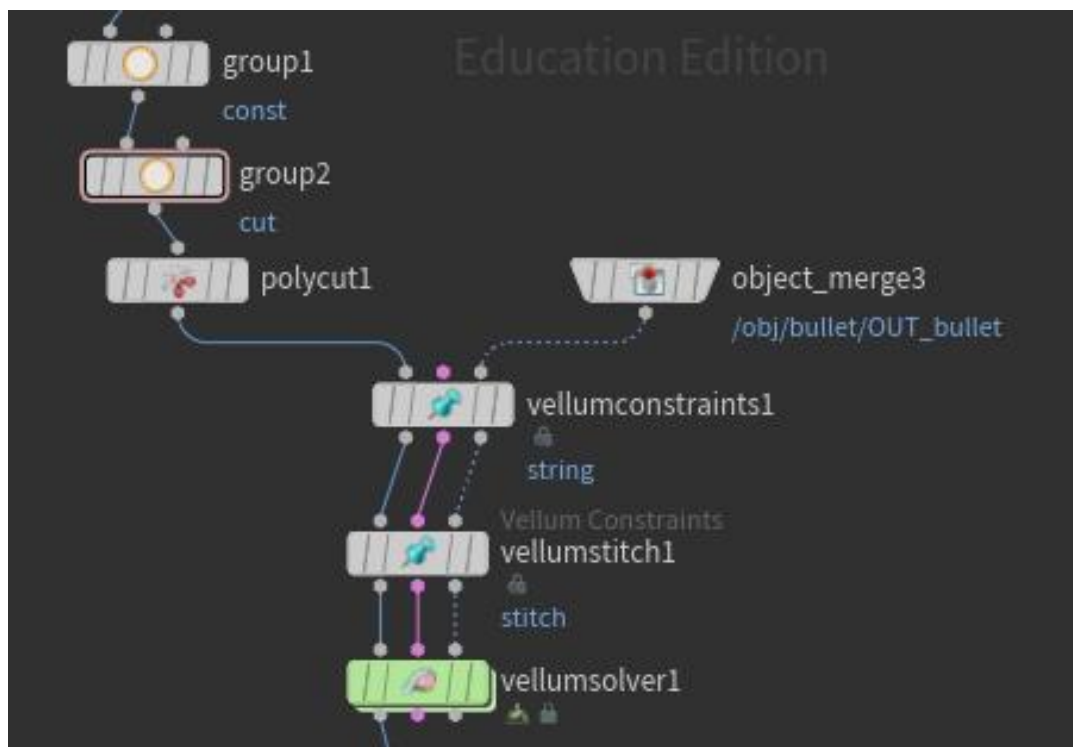 Education Edition
group1
const
group2
cut
polycut1
object_merge3
/obj/bullet/OUT_bullet
vellumconstraints1
string
Vellum Constraints
vellumstitch1
stitch
vellumsolver1